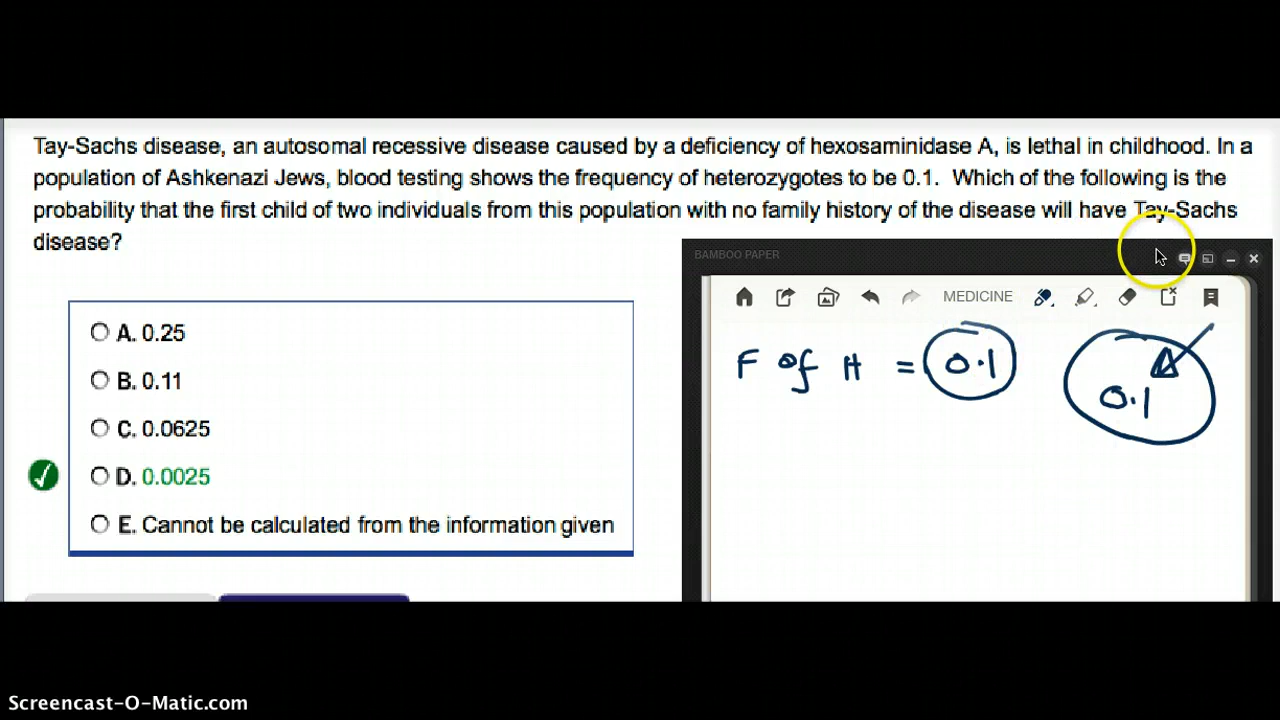 Tay-Sachs disease, an autosomal recessive disease caused by a deficiency of hexosaminidase A, is lethal in childhood. In a
population of Ashkenazi Jews, blood testing shows the frequency of heterozygotes to be 0.1. Which of the following is the
probability that the first child of two individuals from this population with no family history of the disease will have Tay-Sachs
disease?
A. 0.25
B. 0.11
C. 0.0625
D. 0.0025
E. Cannot be calculated from the information given
BAMBOO PAPER
MEDICINE
F of H = 0.1
0.1
Screencast-O-Matic.com